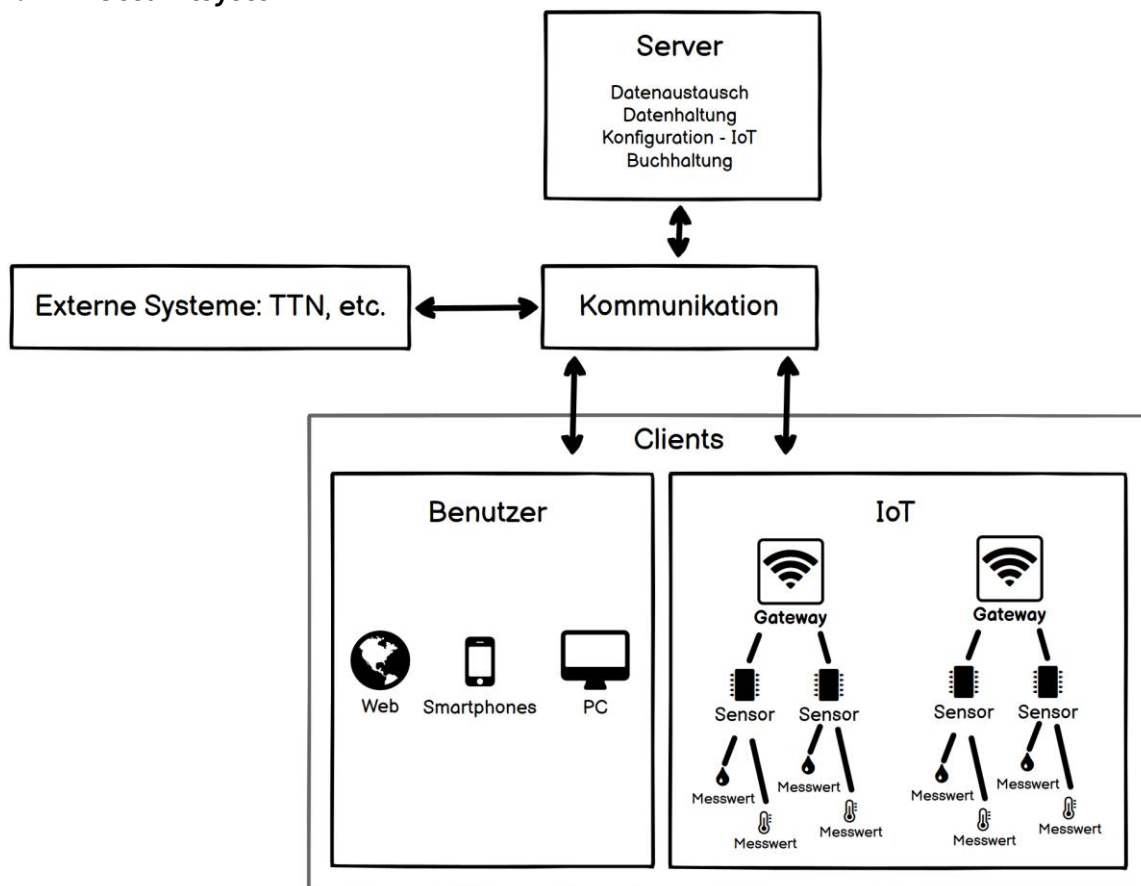 Server
Datenaustausch
Datenhaltung
Konfiguration - IoT
Buchhaltung
Externe Systeme: TTN, etc.
Kommunikation
Clients
Benutzer
IoT
Gateway
Gateway
Web
Smartphones
PC
Sensor
Sensor
Sensor
Sensor
Messwert
Messwert
Messwert
Messwert
Messwert
Messwert
Messwert
Messwert